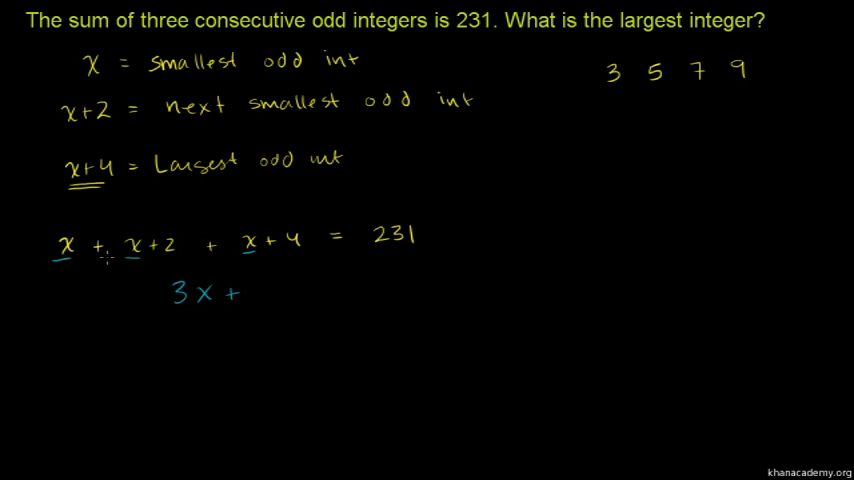 The sum of three consecutive odd integers is 231. What is the largest integer?
x = smallest odd int
3 5 7 9
x+2 = next smallest odd int
x+4 = Largest odd int
x + x+2 + x+4 = 231
3x +
khanacademy.org